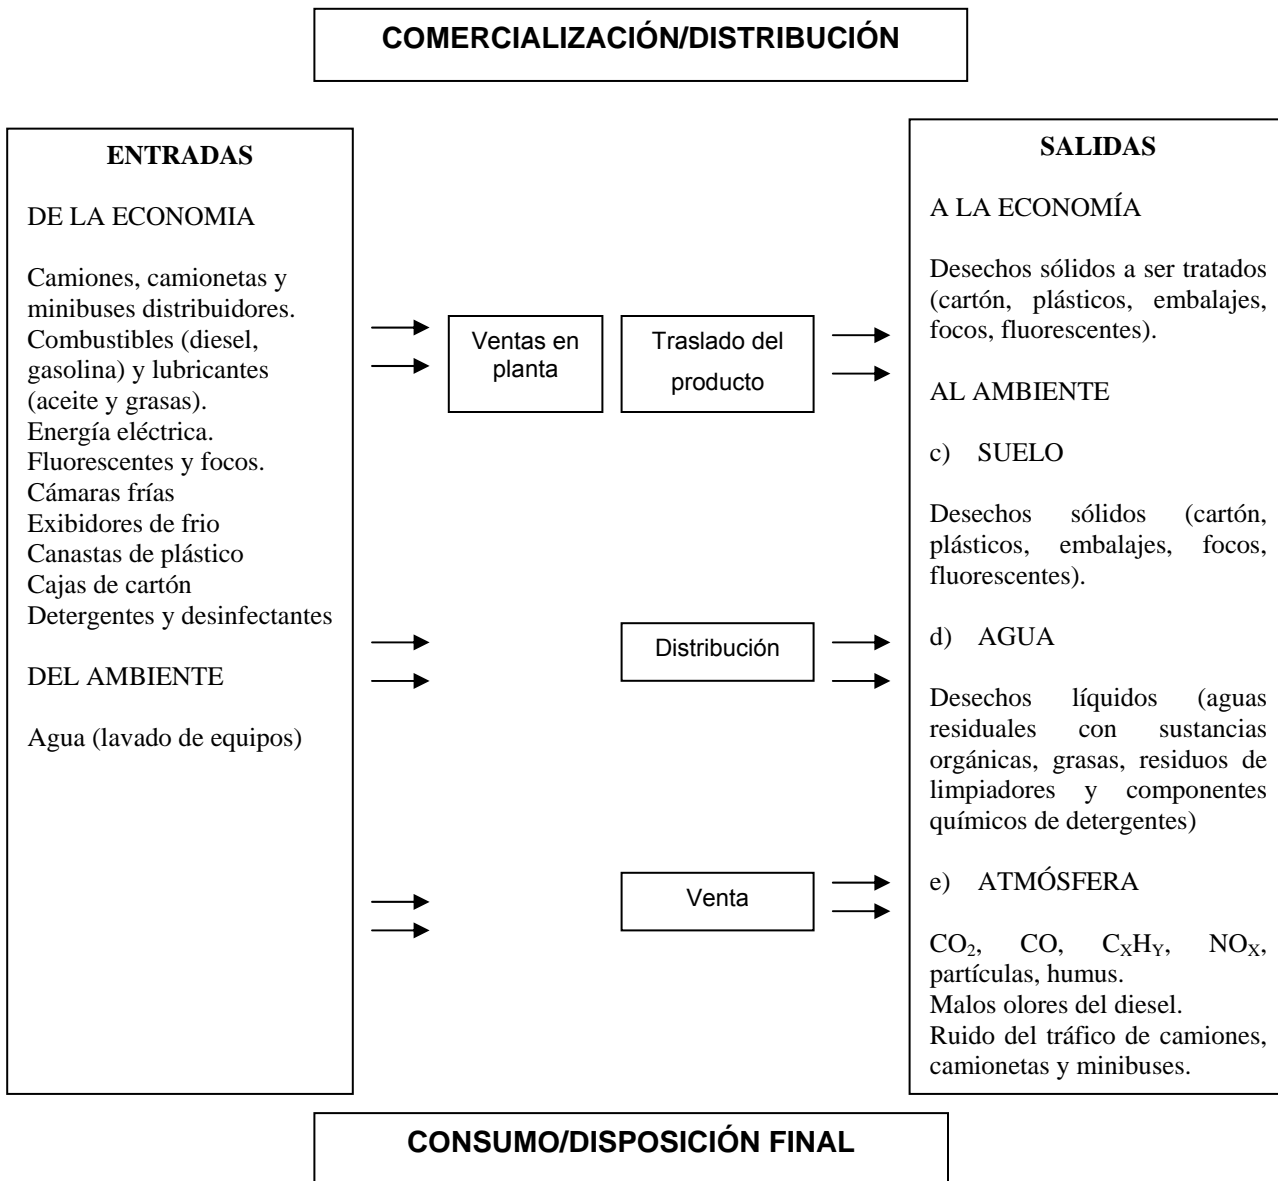 COMERCIALIZACIÓN/DISTRIBUCIÓN
ENTRADAS
DE LA ECONOMIA
Camiones, camionetas y
minibuses distribuidores.
Combustibles (diesel,
gasolina) y lubricantes
(aceite y grasas).
Energía eléctrica.
Fluorescentes y focos.
Cámaras frías
Exibidores de frio
Canastas de plástico
Cajas de cartón
Detergentes y desinfectantes
DEL AMBIENTE
Agua (lavado de equipos)
Ventas en
planta
Traslado del
producto
Distribución
Venta
SALIDAS
A LA ECONOMÍA
Desechos sólidos a ser tratados
(cartón, plásticos, embalajes,
focos, fluorescentes).
AL AMBIENTE
c) SUELO
Desechos sólidos (cartón,
plásticos, embalajes, focos,
fluorescentes).
d) AGUA
Desechos líquidos (aguas
residuales con sustancias
orgánicas, grasas, residuos de
limpiadores y componentes
químicos de detergentes)
e) ATMÓSFERA
CO₂, CO, CₓHᵧ, NOₓ,
partículas, humus.
Malos olores del diesel.
Ruido del tráfico de camiones,
camionetas y minibuses.
CONSUMO/DISPOSICIÓN FINAL